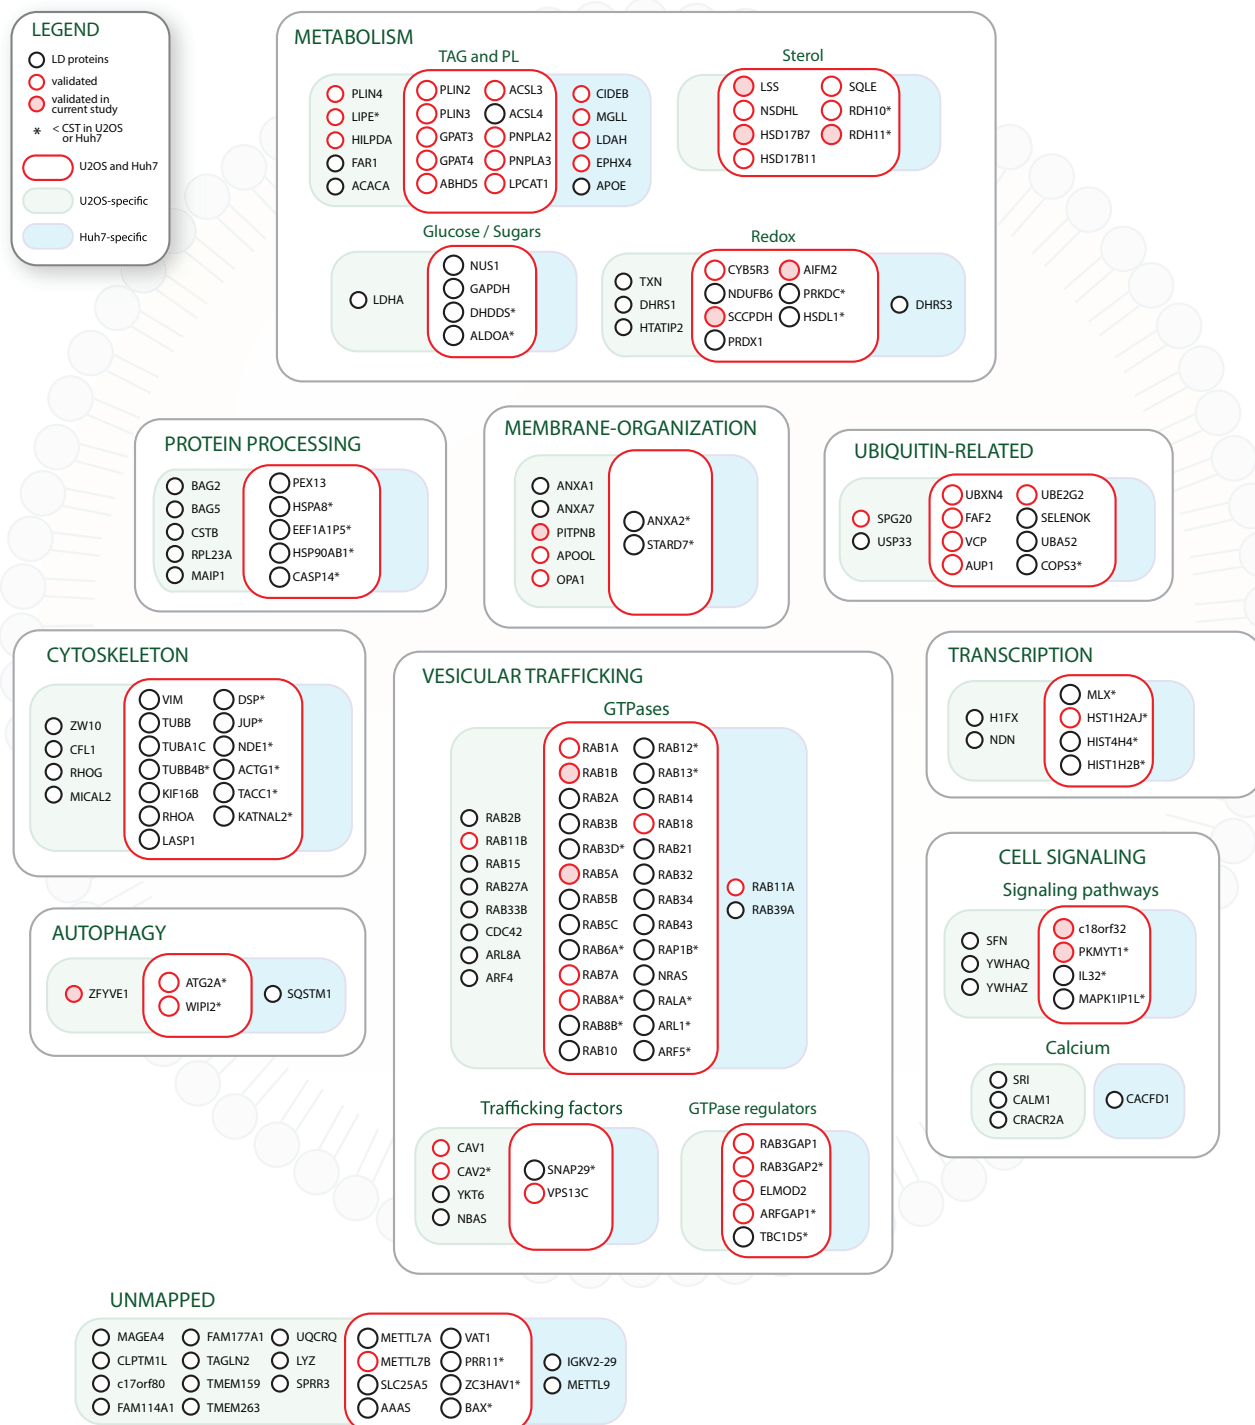 LEGEND
LD proteins
validated
validated in
current study
* < CST in U2OS
or Huh7
U2OS and Huh7
U2OS-specific
Huh7-specific
METABOLISM
TAG and PL
PLIN4
LIPE*
HILPDA
FAR1
ACACA
PLIN2
PLIN3
GPAT3
GPAT4
ABHD5
ACSL3
ACSL4
PNPLA2
PNPLA3
LPCAT1
CIDEB
MGLL
LDAH
EPHX4
APOE
Sterol
LSS
NSDHL
HSD17B7
HSD17B11
SQLE
RDH10*
RDH11*
Glucose / Sugars
LDHA
NUS1
GAPDH
DHDDS*
ALDOA*
Redox
TXN
DHRS1
HTATIP2
CYB5R3
NDUFB6
SCCPDH
PRDX1
AIFM2
PRKDC*
HSDL1*
DHRS3
PROTEIN PROCESSING
BAG2
BAG5
CSTB
RPL23A
MAIP1
PEX13
HSPA8*
EEF1A1P5*
HSP90AB1*
CASP14*
MEMBRANE-ORGANIZATION
ANXA1
ANXA7
PITPNB
APOOL
OPA1
ANXA2*
STARD7*
UBIQUITIN-RELATED
SPG20
USP33
UBXN4
FAF2
VCP
AUP1
UBE2G2
SELENOK
UBA52
COPS3*
CYTOSKELETON
ZW10
CFL1
RHOG
MICAL2
VIM
TUBB
TUBA1C
TUBB4B*
KIF16B
RHOA
LASP1
DSP*
JUP*
NDE1*
ACTG1*
TACC1*
KATNAL2*
VESICULAR TRAFFICKING
GTPases
RAB2B
RAB11B
RAB15
RAB27A
RAB33B
CDC42
ARL8A
ARF4
RAB1A
RAB1B
RAB2A
RAB3B
RAB3D*
RAB5A
RAB5B
RAB5C
RAB6A*
RAB7A
RAB8A*
RAB8B*
RAB10
RAB12*
RAB13*
RAB14
RAB18
RAB21
RAB32
RAB34
RAB43
RAP1B*
NRAS
RALA*
ARL1*
ARF5*
RAB11A
RAB39A
Trafficking factors
CAV1
CAV2*
YKT6
NBAS
SNAP29*
VPS13C
GTPase regulators
RAB3GAP1
RAB3GAP2*
ELMOD2
ARFGAP1*
TBC1D5*
TRANSCRIPTION
H1FX
NDN
MLX*
HST1H2AJ*
HIST4H4*
HIST1H2B*
AUTOPHAGY
ZFYVE1
ATG2A*
WIPI2*
SQSTM1
CELL SIGNALING
Signaling pathways
SFN
YWHAQ
YWHAZ
c18orf32
PKMYT1*
IL32*
MAPK1IP1L*
Calcium
SRI
CALM1
CRACR2A
CACFD1
UNMAPPED
MAGEA4
CLPTM1L
c17orf80
FAM114A1
FAM177A1
TAGLN2
TMEM159
TMEM263
UQCRQ
LYZ
SPRR3
METTL7A
METTL7B
SLC25A5
AAAS
VAT1
PRR11*
ZC3HAV1*
BAX*
IGKV2-29
METTL9